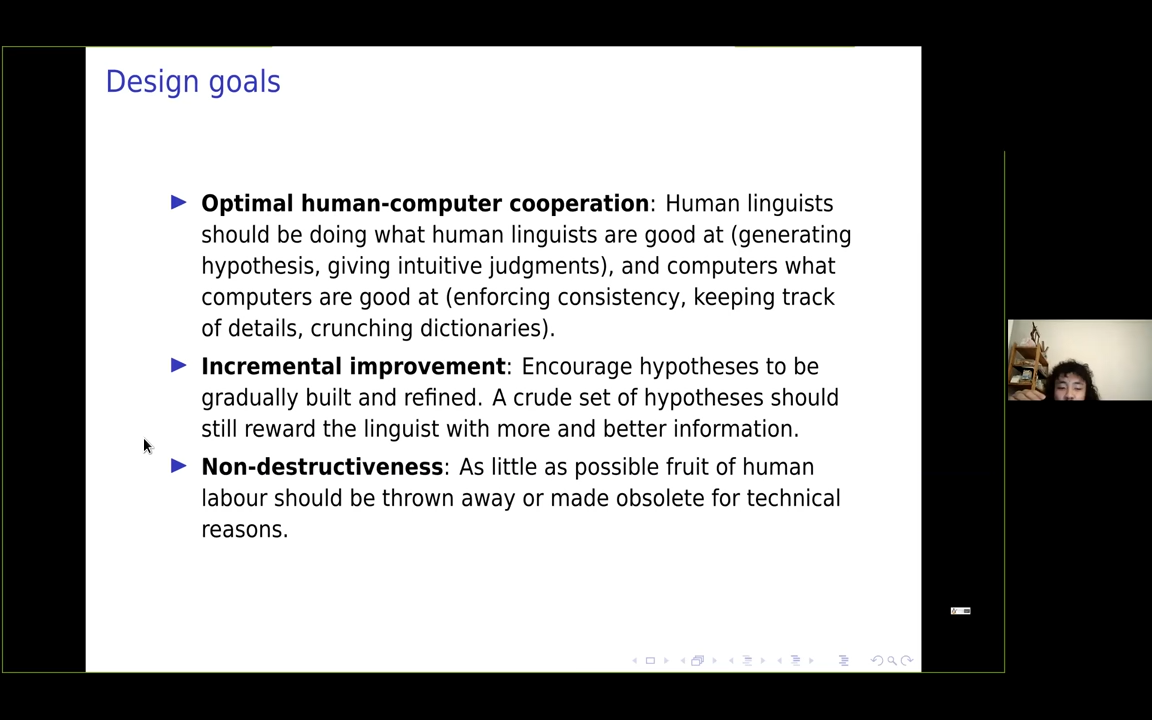 Design goals
Optimal human-computer cooperation: Human linguists
should be doing what human linguists are good at (generating
hypothesis, giving intuitive judgments), and computers what
computers are good at (enforcing consistency, keeping track
of details, crunching dictionaries).
Incremental improvement: Encourage hypotheses to be
gradually built and refined. A crude set of hypotheses should
still reward the linguist with more and better information.
Non-destructiveness: As little as possible fruit of human
labour should be thrown away or made obsolete for technical
reasons.